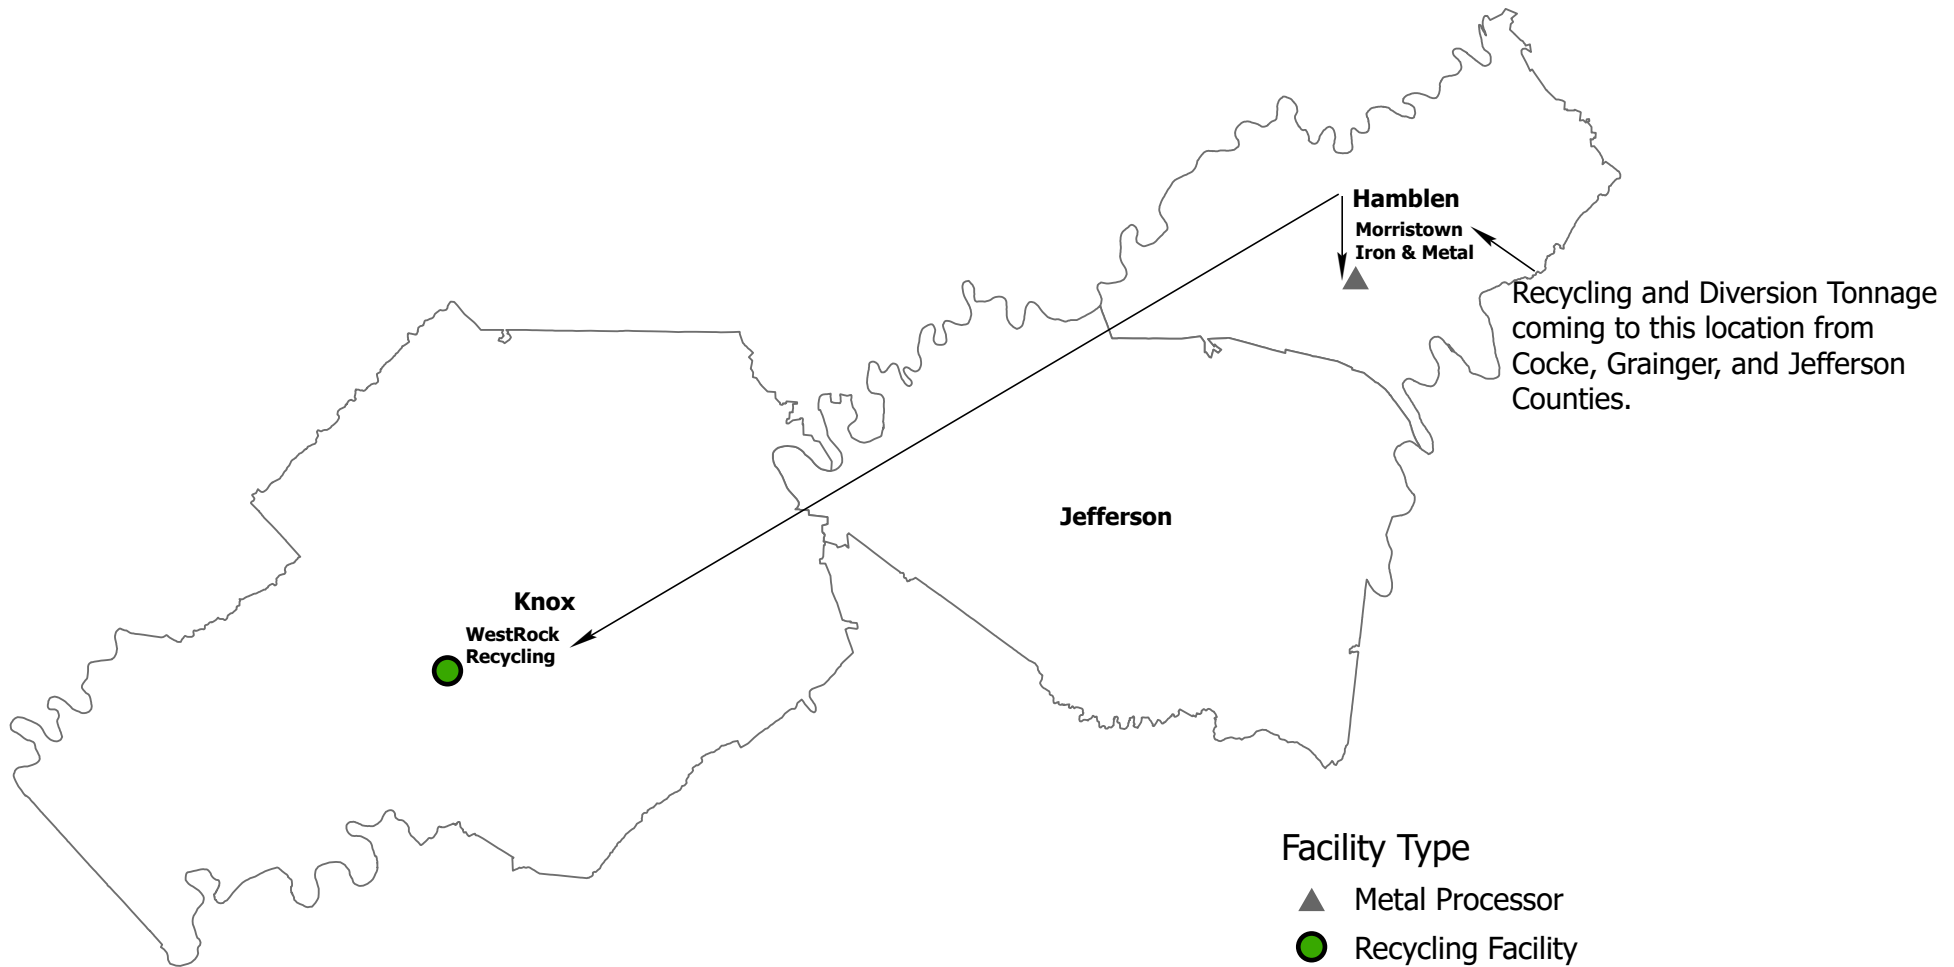 Hamblen
Morristown
Iron & Metal
Recycling and Diversion Tonnage
coming to this location from
Cocke, Grainger, and Jefferson
Counties.
Jefferson
Knox
WestRock
Recycling
Facility Type
Metal Processor
Recycling Facility